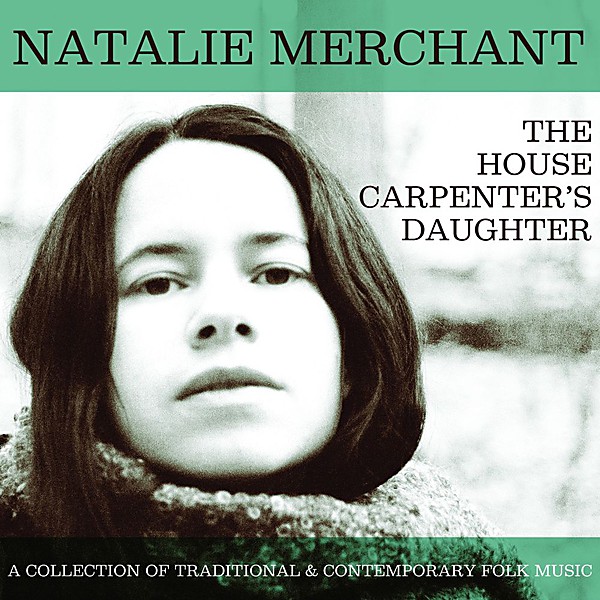 NATALIE MERCHANT
THE
HOUSE
CARPENTER'S
DAUGHTER
A COLLECTION OF TRADITIONAL & CONTEMPORARY FOLK MUSIC